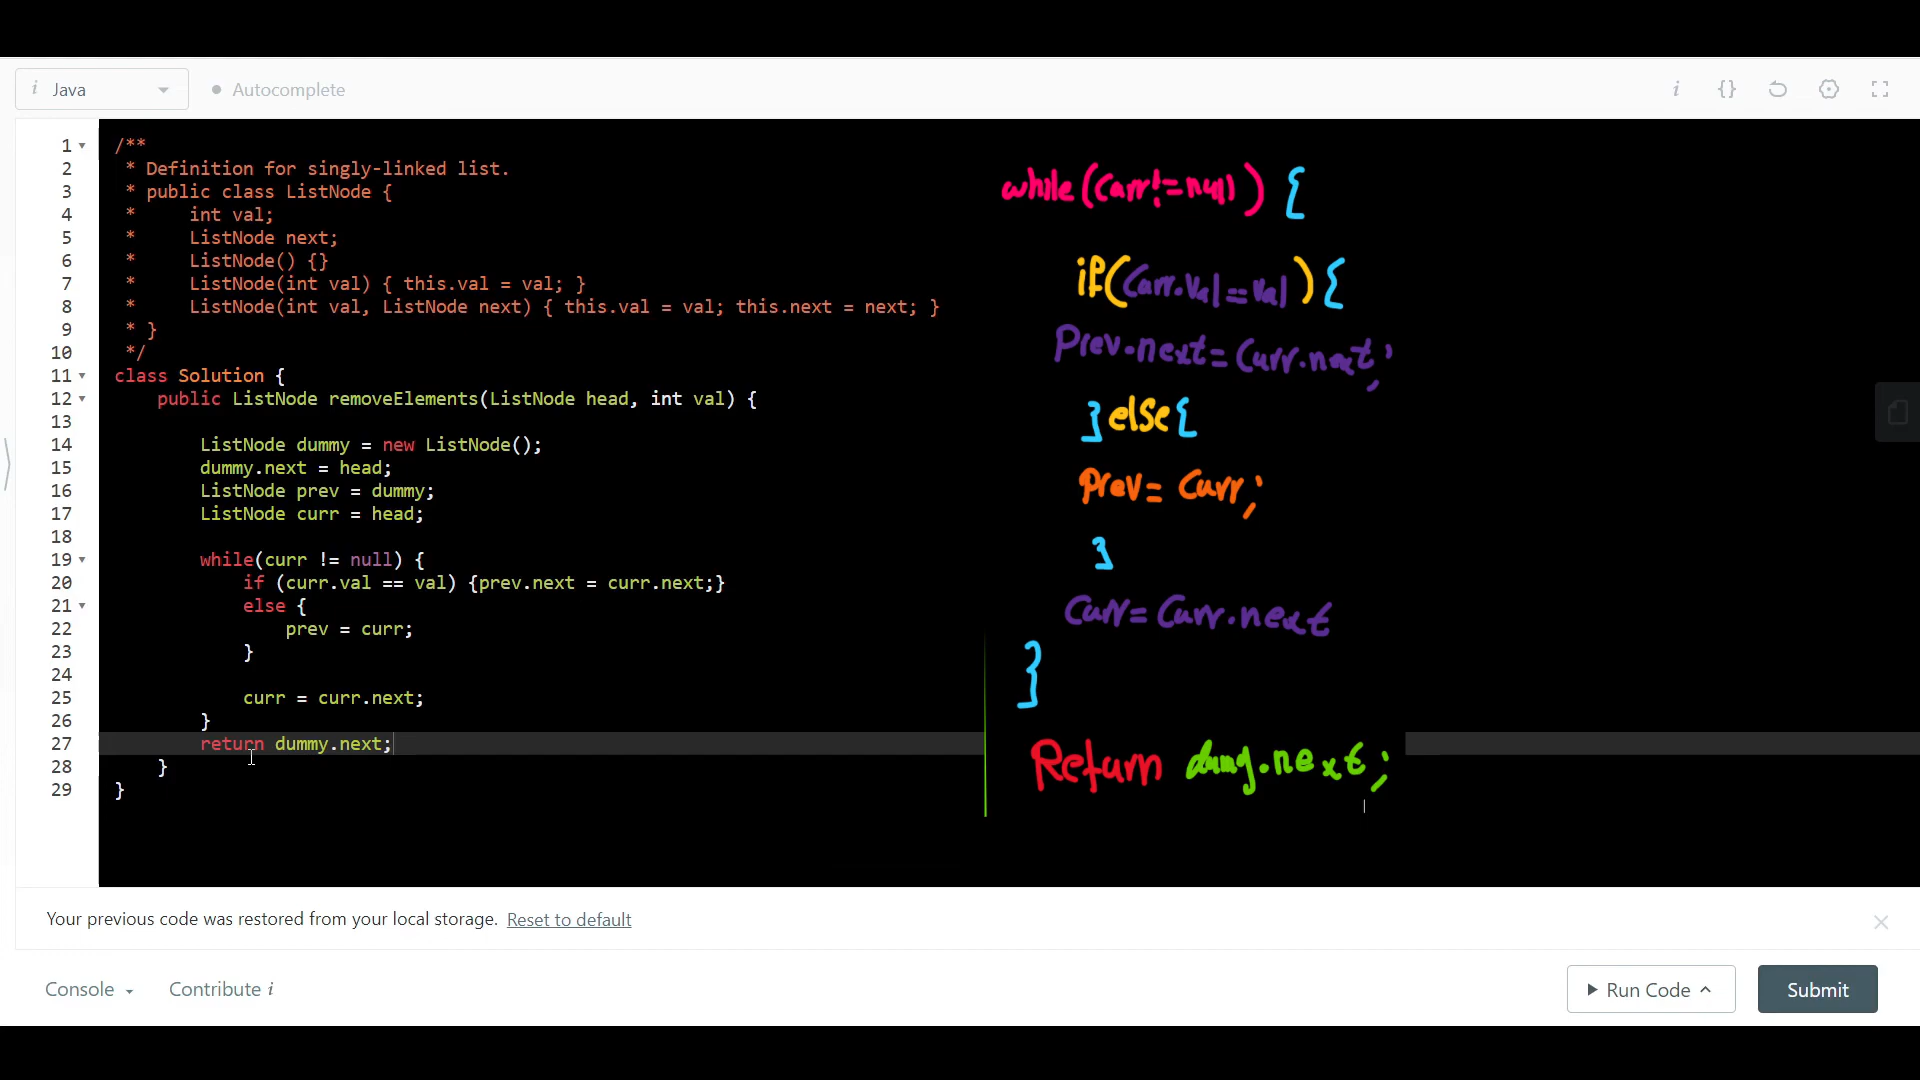 i Java
Autocomplete
i {}
1 /**
2  * Definition for singly-linked list.
3  * public class ListNode {
4  *     int val;
5  *     ListNode next;
6  *     ListNode() {}
7  *     ListNode(int val) { this.val = val; }
8  *     ListNode(int val, ListNode next) { this.val = val; this.next = next; }
9  * }
10  */
11 class Solution {
12     public ListNode removeElements(ListNode head, int val) {
13
14         ListNode dummy = new ListNode();
15         dummy.next = head;
16         ListNode prev = dummy;
17         ListNode curr = head;
18
19         while(curr != null) {
20             if (curr.val == val) {prev.next = curr.next;}
21             else {
22                 prev = curr;
23             }
24
25             curr = curr.next;
26         }
27         return dummy.next;
28     }
29 }
while(Curr!=null) {
if(Curr.val==val){
Prev.next=Curr.next;
}else{
Prev= Curr;
}
Curr=Curr.next
}
Return dumy.next;
Your previous code was restored from your local storage. Reset to default
Console
Contribute i
Run Code
Submit